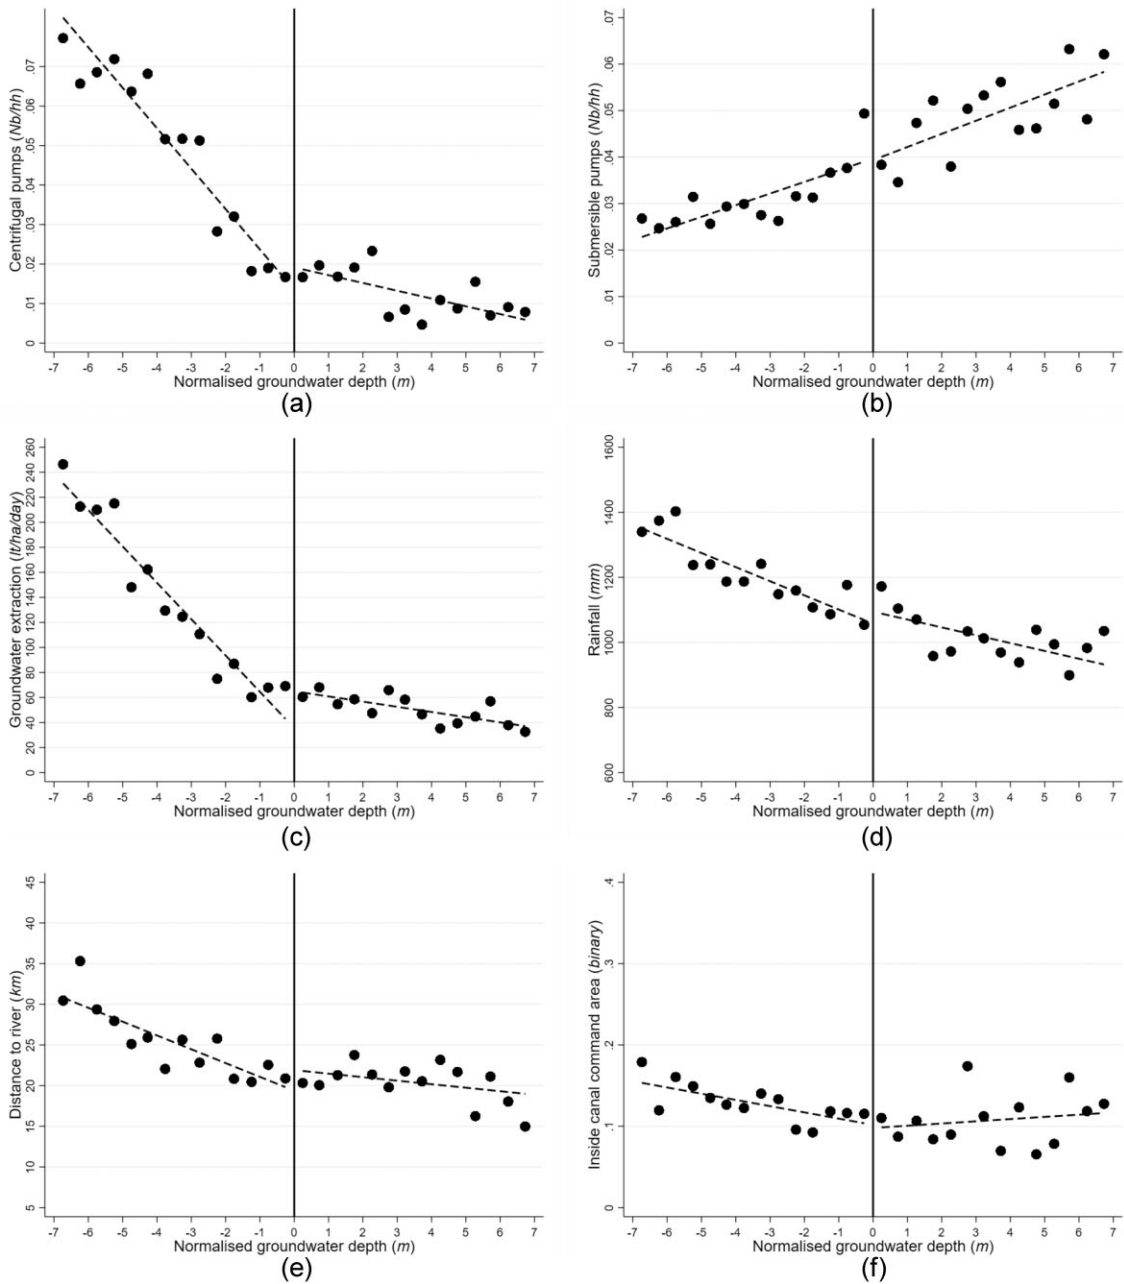 Centrifugal pumps (Nb/hh)
.07
.06
.05
.04
.03
.02
.01
0
-7 -6 -5 -4 -3 -2 -1 0 1 2 3 4 5 6 7
Normalised groundwater depth (m)
(a)
Submersible pumps (Nb/hh)
.07
.06
.05
.04
.03
.02
.01
0
-7 -6 -5 -4 -3 -2 -1 0 1 2 3 4 5 6 7
Normalised groundwater depth (m)
(b)
Groundwater extraction (lt/ha/day)
260
240
220
200
180
160
140
120
100
80
60
40
20
0
-7 -6 -5 -4 -3 -2 -1 0 1 2 3 4 5 6 7
Normalised groundwater depth (m)
(c)
Rainfall (mm)
1600
1400
1200
1000
800
600
-7 -6 -5 -4 -3 -2 -1 0 1 2 3 4 5 6 7
Normalised groundwater depth (m)
(d)
Distance to river (km)
45
40
35
30
25
20
15
10
5
-7 -6 -5 -4 -3 -2 -1 0 1 2 3 4 5 6 7
Normalised groundwater depth (m)
(e)
Inside canal command area (binary)
.4
.3
.2
.1
0
-7 -6 -5 -4 -3 -2 -1 0 1 2 3 4 5 6 7
Normalised groundwater depth (m)
(f)